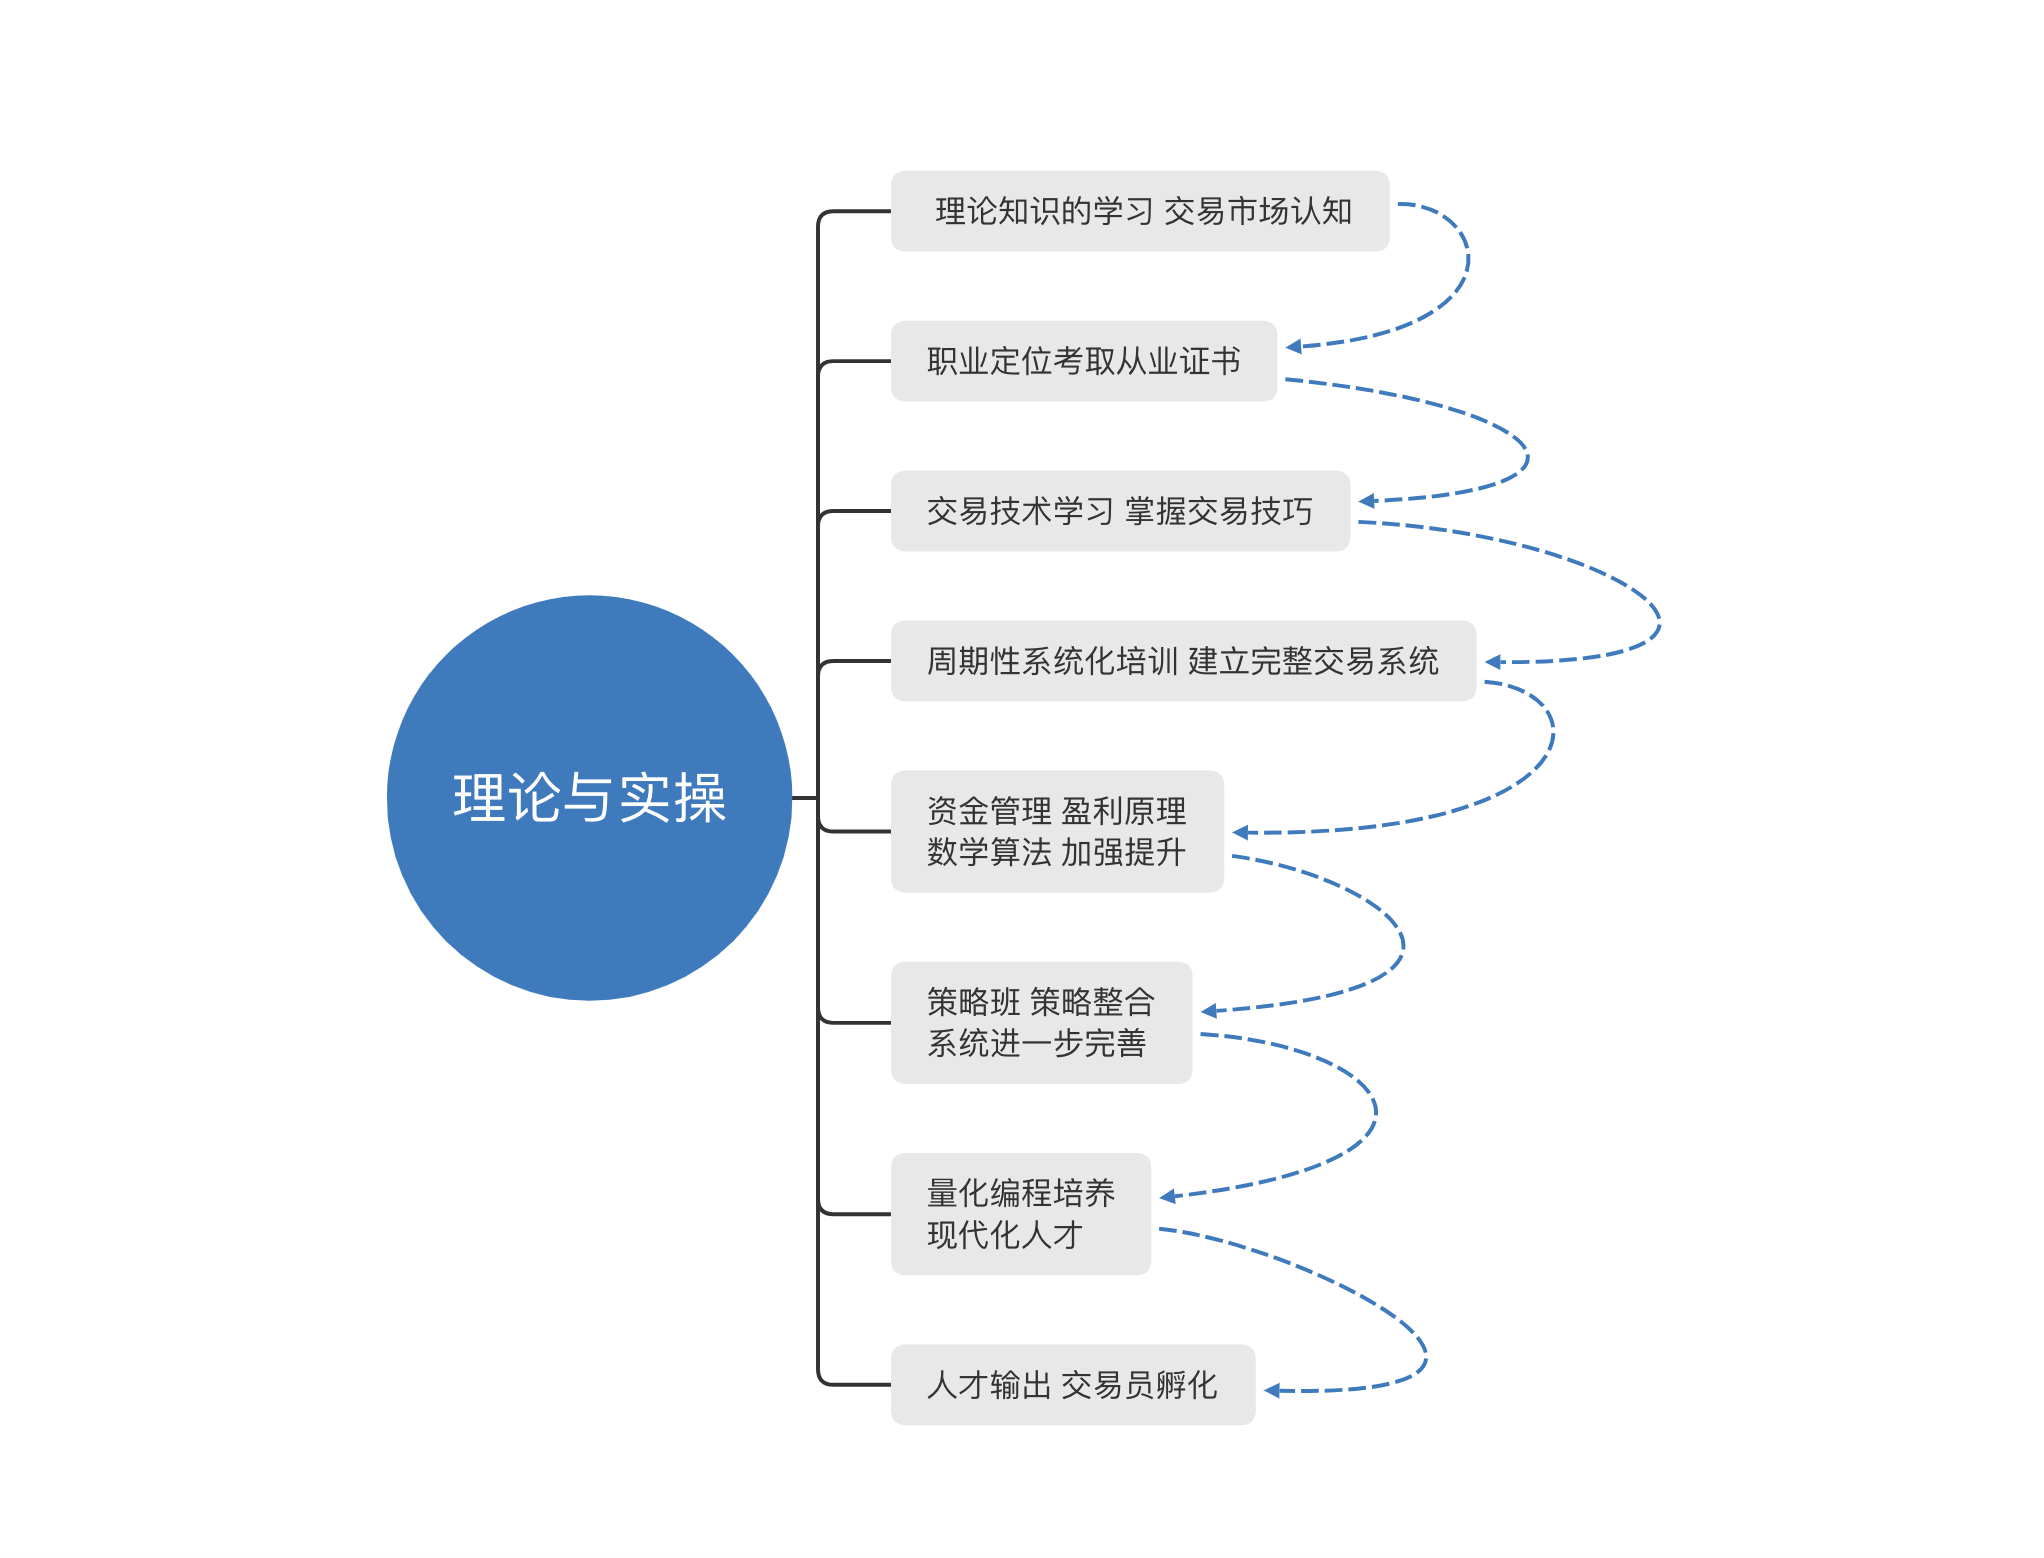 理论与实操
理论知识的学习 交易市场认知
职业定位考取从业证书
交易技术学习 掌握交易技巧
周期性系统化培训 建立完整交易系统
资金管理 盈利原理
数学算法 加强提升
策略班 策略整合
系统进一步完善
量化编程培养
现代化人才
人才输出 交易员孵化